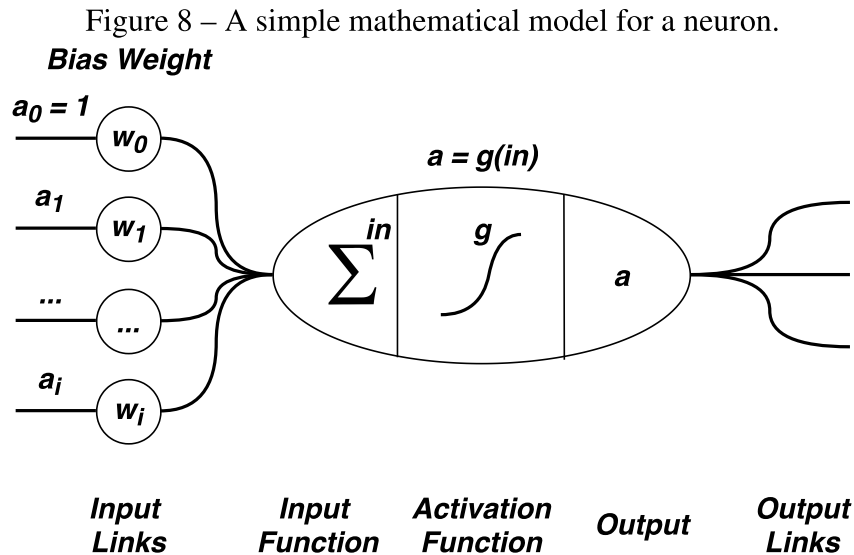 Figure 8 – A simple mathematical model for a neuron.
Bias Weight
a₀ = 1
w₀
a = g(in)
a₁
w₁
in
∑
g
a
...
...
aᵢ
wᵢ
Input
Links
Input
Function
Activation
Function
Output
Output
Links